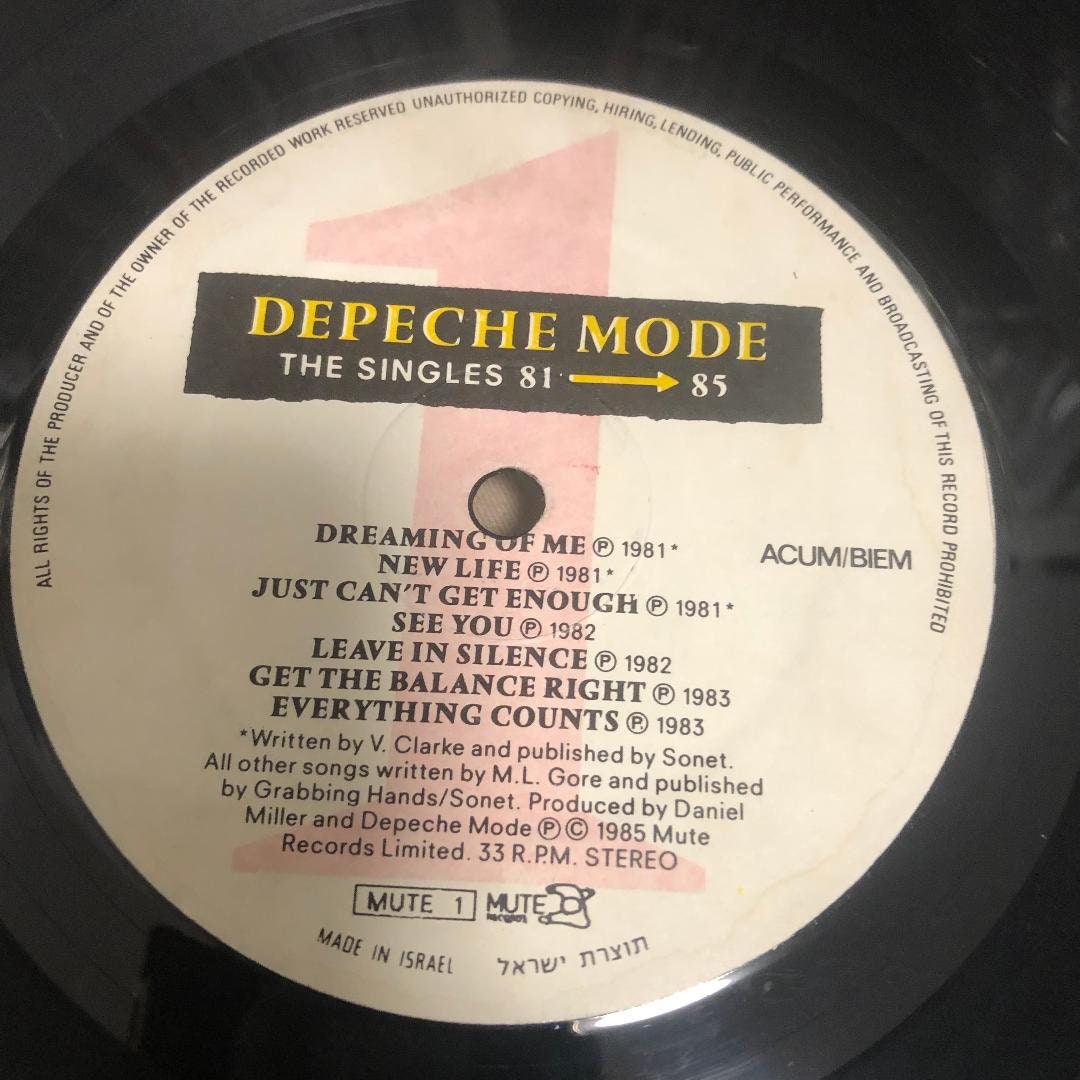 ALL RIGHTS OF THE PRODUCER AND OF THE OWNER OF THE RECORDED WORK RESERVED UNAUTHORIZED COPYING, HIRING, LENDING, PUBLIC PERFORMANCE AND BROADCASTING OF THIS RECORD PROHIBITED
1
DEPECHE MODE
THE SINGLES 81 → 85
DREAMING OF ME ℗ 1981*
NEW LIFE ℗ 1981*
ACUM/BIEM
JUST CAN'T GET ENOUGH ℗ 1981*
SEE YOU ℗ 1982
LEAVE IN SILENCE ℗ 1982
GET THE BALANCE RIGHT ℗ 1983
EVERYTHING COUNTS ℗ 1983
*Written by V. Clarke and published by Sonet.
All other songs written by M.L. Gore and published
by Grabbing Hands/Sonet. Produced by Daniel
Miller and Depeche Mode ℗ © 1985 Mute
Records Limited. 33 R.P.M. STEREO
MUTE 1 MUTE
RECORDS
MADE IN ISRAEL תוצרת ישראל